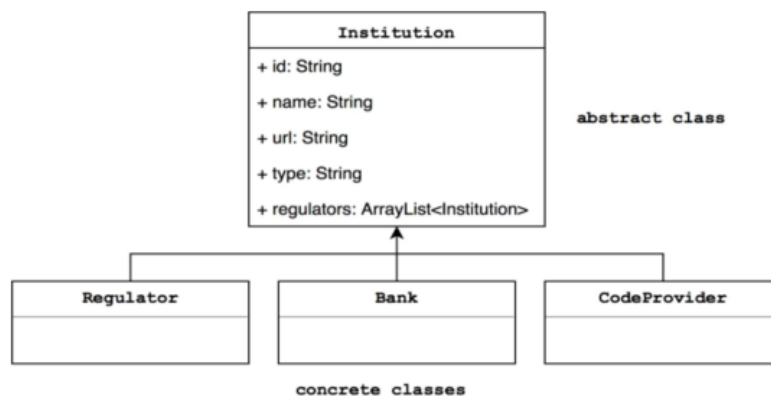 Institution
+ id: String
+ name: String
+ url: String
abstract class
+ type: String
+ regulators: ArrayList<Institution>
Regulator
Bank
CodeProvider
concrete classes